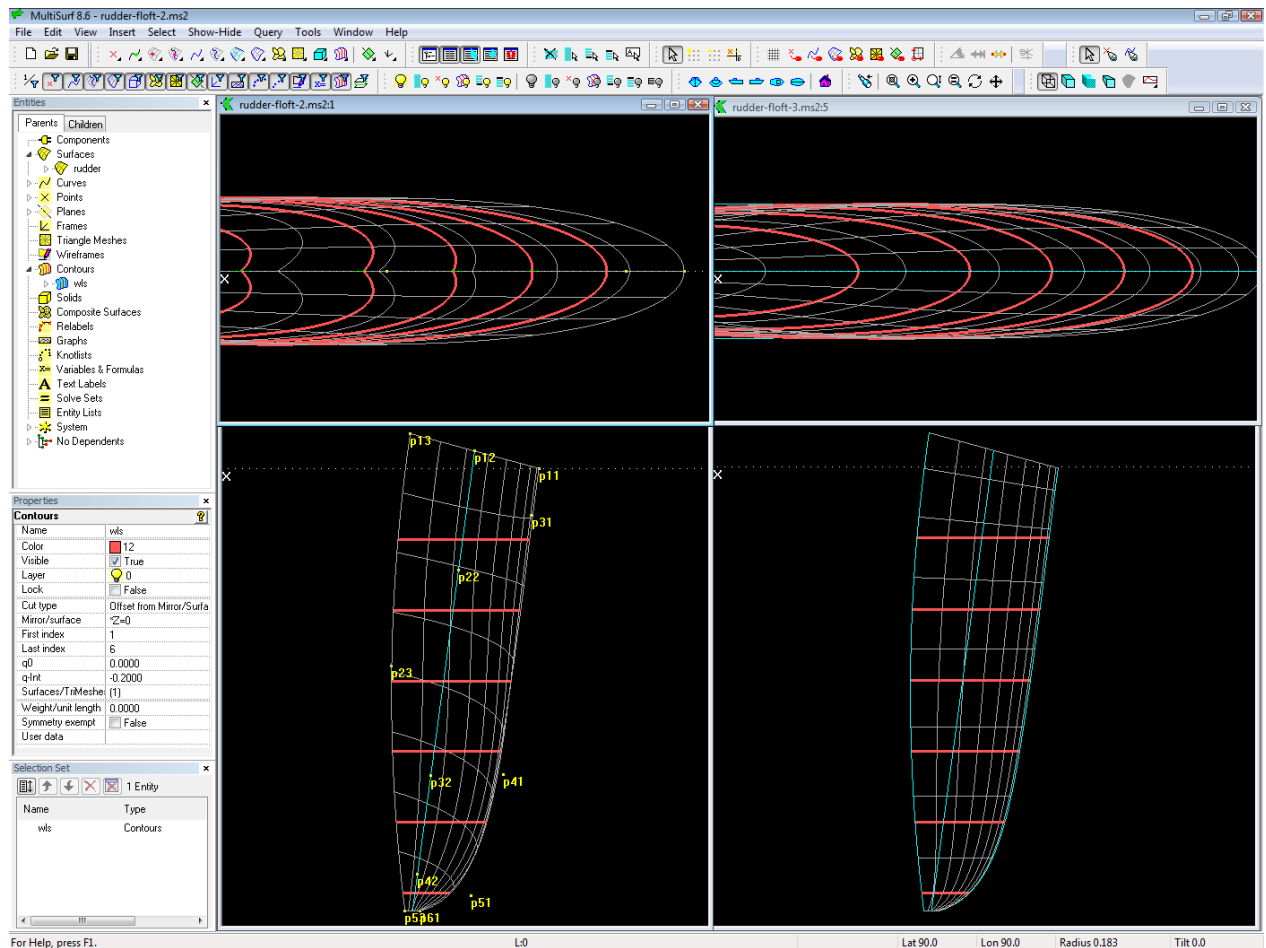 MultiSurf 8.6 - rudder-floft-2.ms2
File Edit View Insert Select Show-Hide Query Tools Window Help
Entities
Parents Children
Components
Surfaces
rudder
Curves
Points
Planes
Frames
Triangle Meshes
Wireframes
Contours
wls
Solids
Composite Surfaces
Relabels
Graphs
Knotlists
Variables & Formulas
Text Labels
Solve Sets
Entity Lists
System
No Dependents
Properties
Contours
Name wls
Color 12
Visible True
Layer 0
Lock False
Cut type Offset from Mirror/Surfa
Mirror/surface *Z=0
First index 1
Last index 6
q0 0.0000
q-Int -0.2000
Surfaces/TriMeshe: (1)
Weight/unit length 0.0000
Symmetry exempt False
User data
Selection Set
1 Entity
Name Type
wls Contours
rudder-floft-2.ms2:1
X
p13
p12
X
p11
p31
p22
p23
p32
p41
p42
p51
p53
p61
rudder-floft-3.ms2:5
X
X
For Help, press F1. L:0 Lat 90.0 Lon 90.0 Radius 0.183 Tilt 0.0